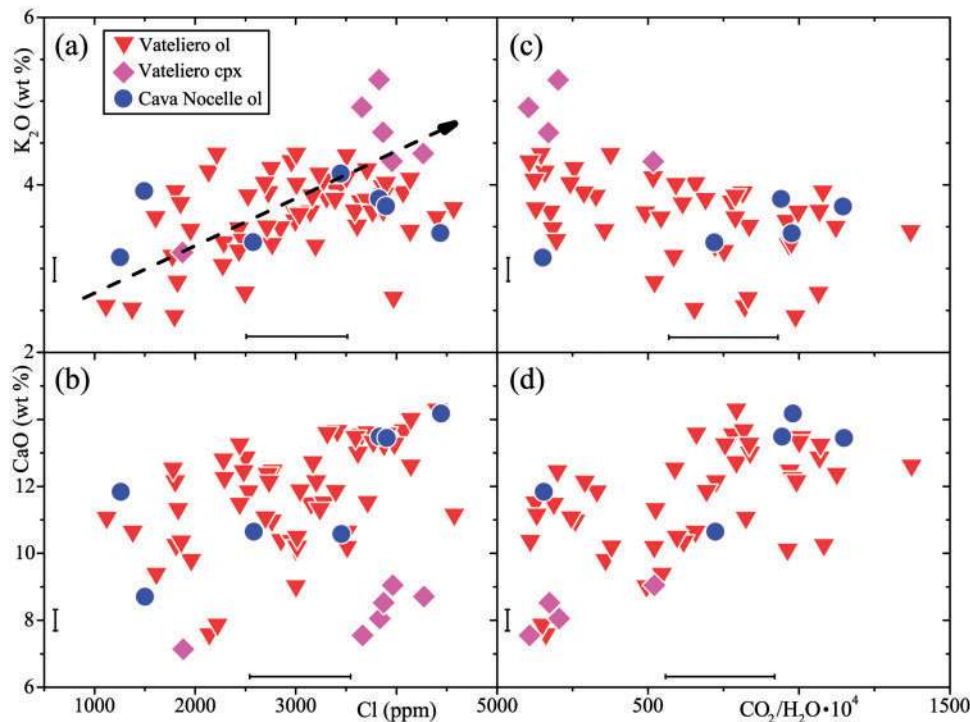 (a)
Vateliero ol
Vateliero cpx
Cava Nocelle ol
(c)
K2O (wt %)
6
4
2
(b)
(d)
CaO (wt %)
14
12
10
8
6
1000
2000
3000
Cl (ppm)
5000
500
CO2/H2O·10^4
1500